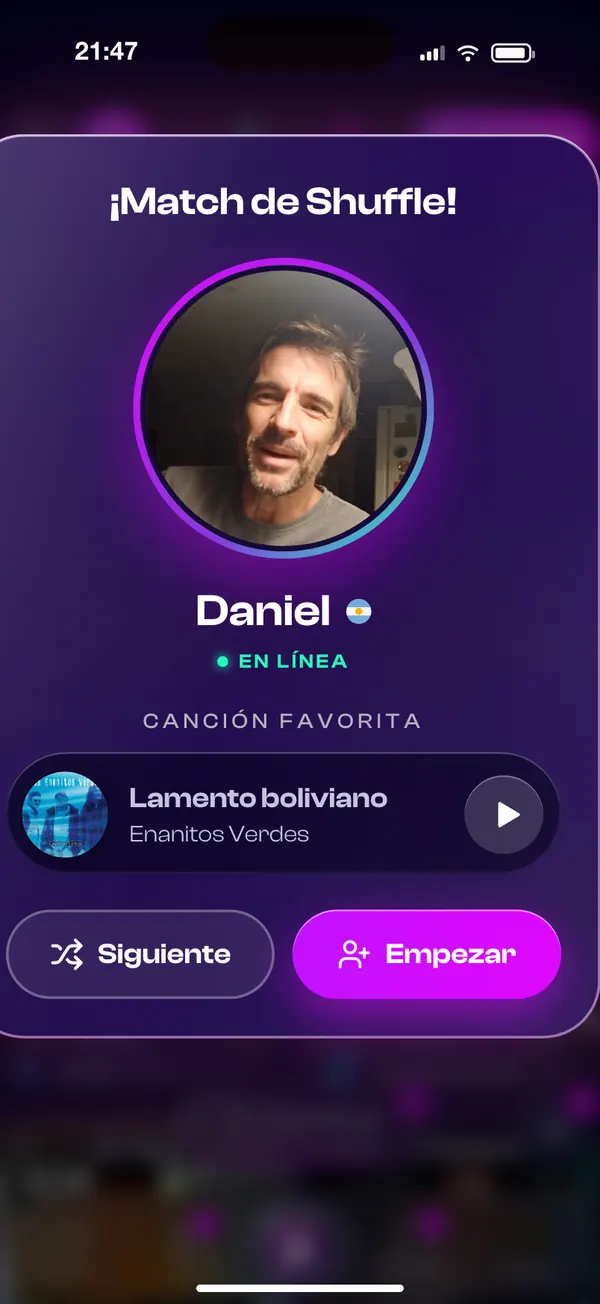 21:47
¡Match de Shuffle!
Daniel
EN LÍNEA
CANCIÓN FAVORITA
Lamento boliviano
Enanitos Verdes
Siguiente
Empezar